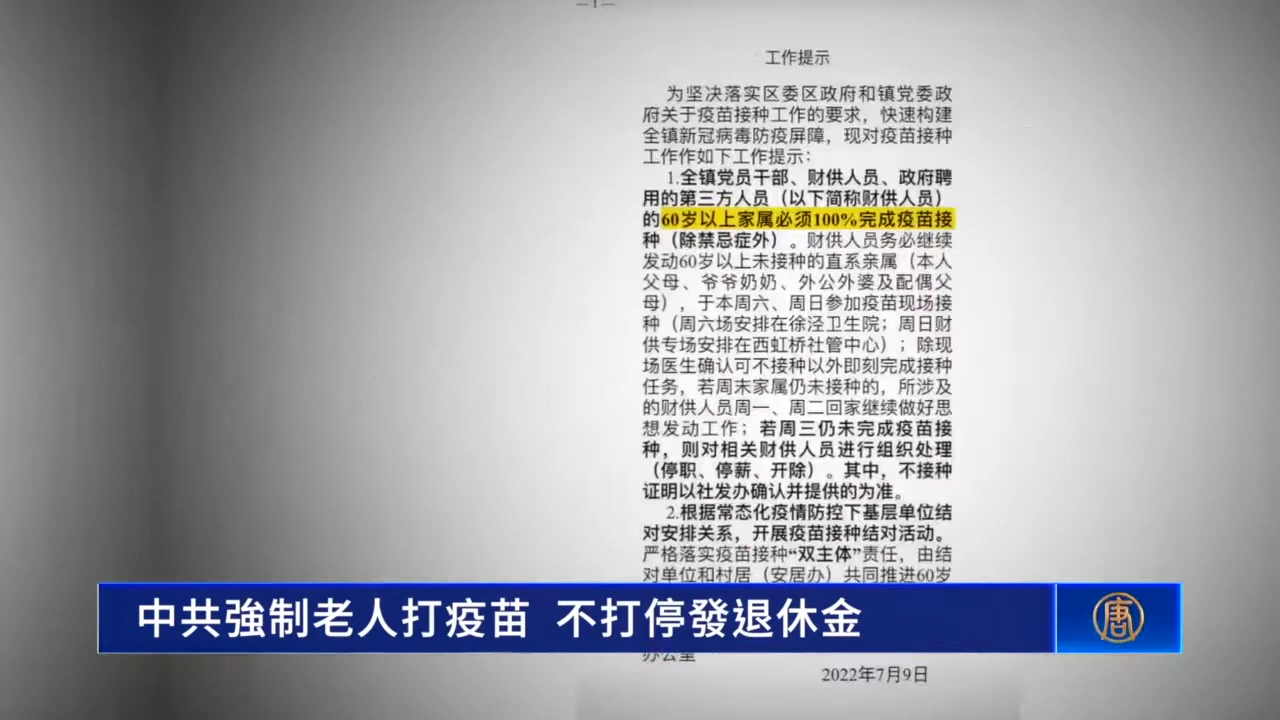 —1—
工作提示
为坚决落实区委区政府和镇党委政
府关于疫苗接种工作的要求，快速构建
全镇新冠病毒防疫屏障，现对疫苗接种
工作作如下工作提示：
1.全镇党员干部、财供人员、政府聘
用的第三方人员（以下简称财供人员）
的60岁以上家属必须100%完成疫苗接
种（除禁忌症外）。财供人员务必继续
发动60岁以上未接种的直系亲属（本人
父母、爷爷奶奶、外公外婆及配偶父
母），于本周六、周日参加疫苗现场接
种（周六场安排在徐泾卫生院；周日财
供专场安排在西虹桥社管中心）；除现
场医生确认可不接种以外即刻完成接种
任务，若周末家属仍未接种的，所涉及
的财供人员周一、周二回家继续做好思
想发动工作；若周三仍未完成疫苗接
种，则对相关财供人员进行组织处理
（停职、停薪、开除）。其中，不接种
证明以社发办确认并提供的为准。
2.根据常态化疫情防控下基层单位结
对安排关系，开展疫苗接种结对活动。
严格落实疫苗接种“双主体”责任，由结
对单位和村居（安居办）共同推进60岁
中共強制老人打疫苗 不打停發退休金
唐
办公室
2022年7月9日